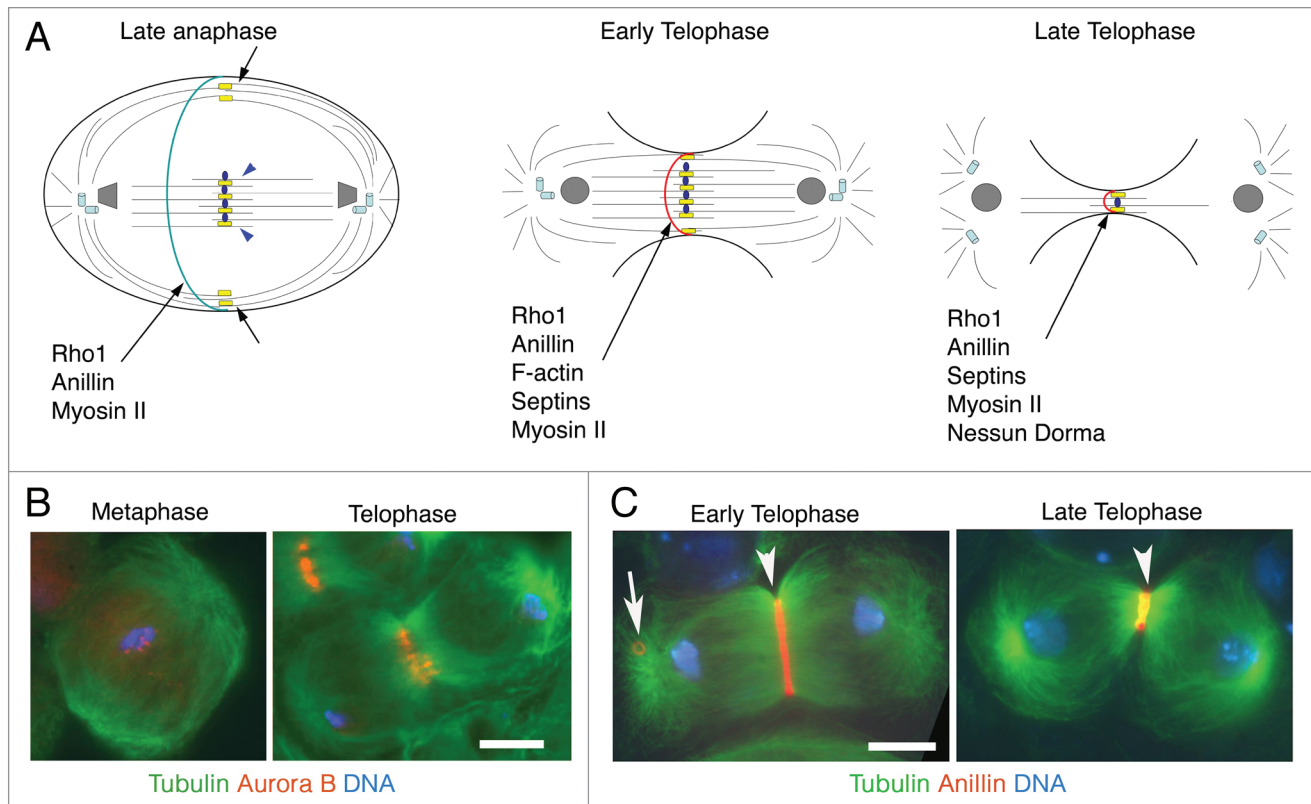 A
Late anaphase
Early Telophase
Late Telophase
Rho1
Anillin
Myosin II
Rho1
Anillin
F-actin
Septins
Myosin II
Rho1
Anillin
Septins
Myosin II
Nessun Dorma
B
Metaphase
Telophase
Tubulin Aurora B DNA
C
Early Telophase
Late Telophase
Tubulin Anillin DNA